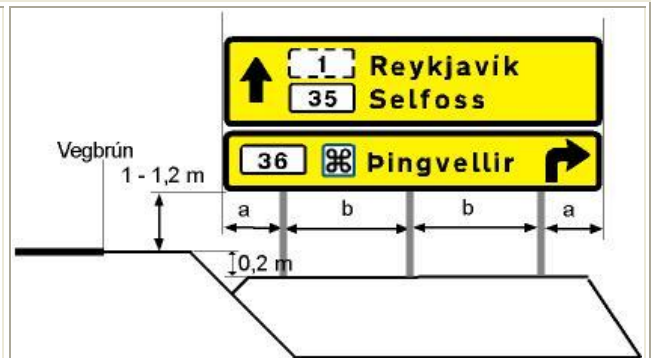 1 Reykjavík
35 Selfoss
36 ⌘ Þingvellir
Vegbrún
1 - 1,2 m
a b b a
0,2 m